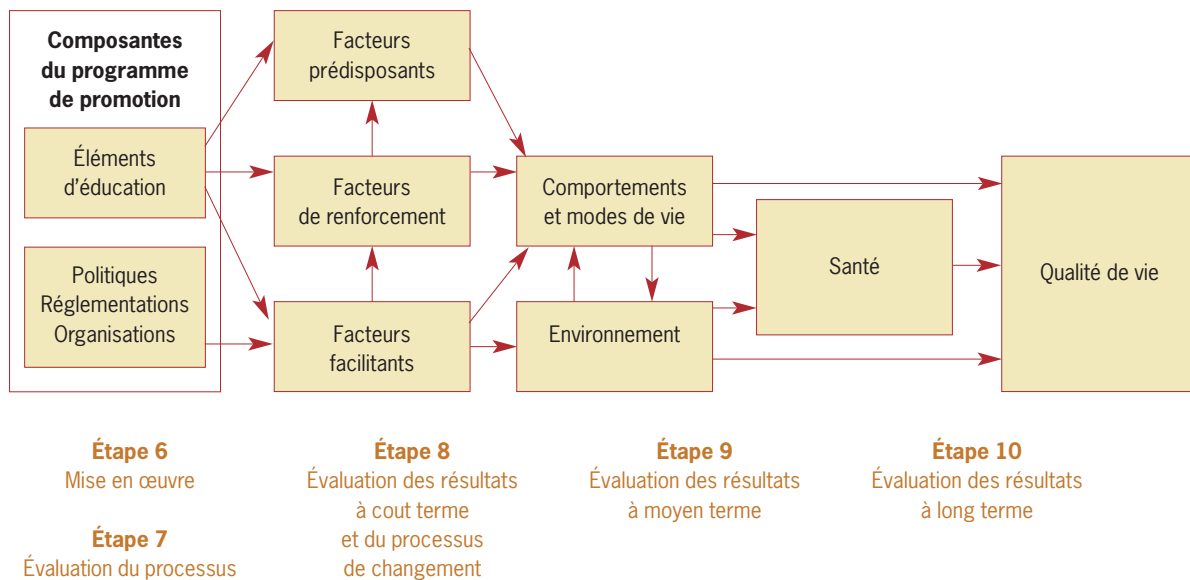 Composantes
du programme
de promotion
Éléments
d'éducation
Politiques
Réglementations
Organisations
Facteurs
prédisposants
Facteurs
de renforcement
Facteurs
facilitants
Comportements
et modes de vie
Environnement
Santé
Qualité de vie
Étape 6
Mise en œuvre
Étape 7
Évaluation du processus
Étape 8
Évaluation des résultats
à cout terme
et du processus
de changement
Étape 9
Évaluation des résultats
à moyen terme
Étape 10
Évaluation des résultats
à long terme